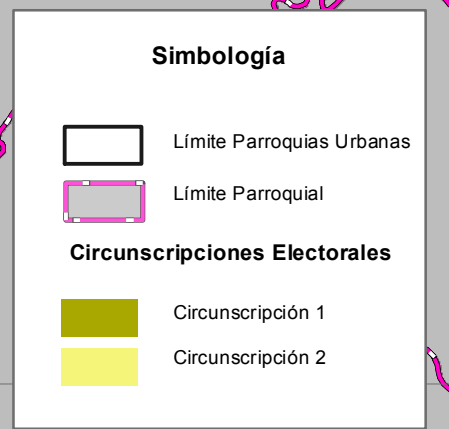 Simbología
Límite Parroquias Urbanas
Límite Parroquial
Circunscripciones Electorales
Circunscripción 1
Circunscripción 2